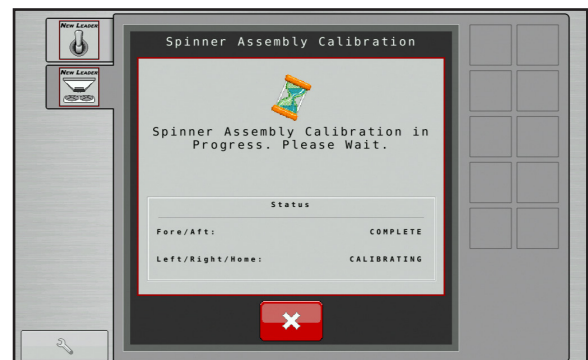 NEW LEADER
NEW LEADER
Spinner Assembly Calibration
Spinner Assembly Calibration in
Progress. Please Wait.
Status
Fore/Aft: COMPLETE
Left/Right/Home: CALIBRATING